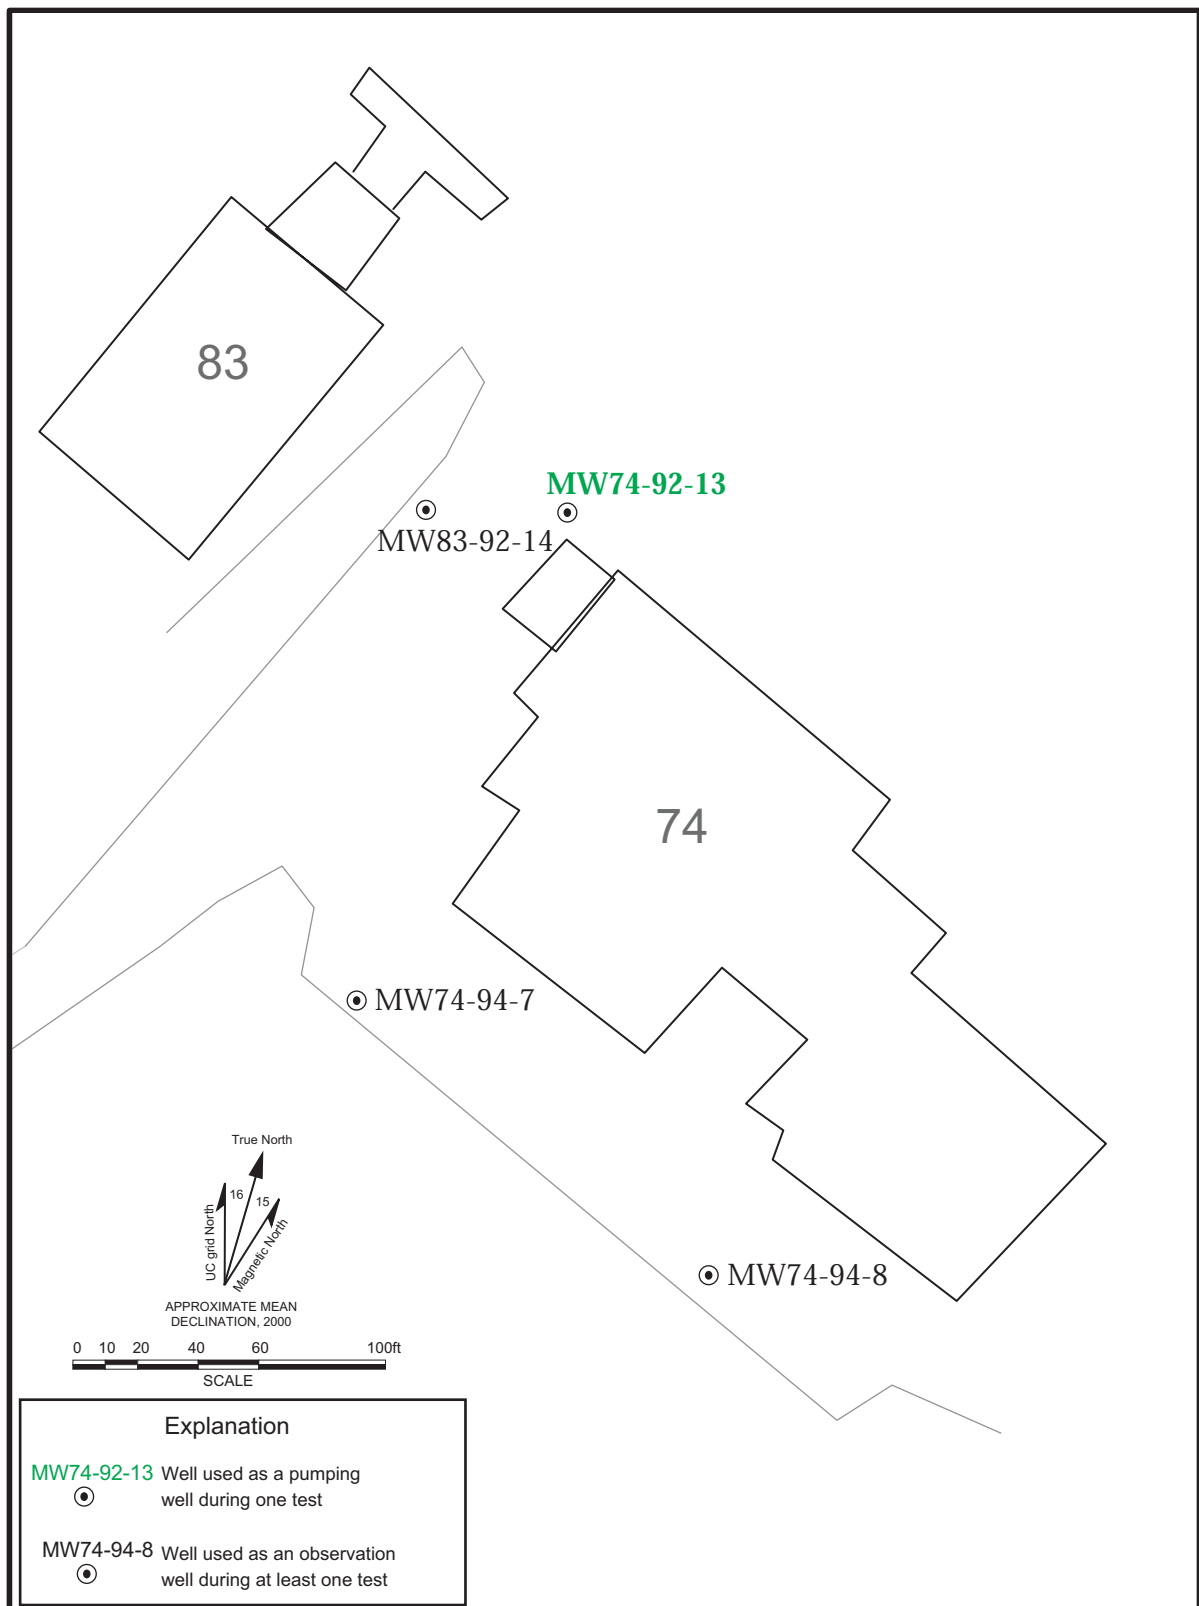 83
MW74-92-13
MW83-92-14
74
MW74-94-7
True North
16
15
UC grid North
Magnetic North
MW74-94-8
APPROXIMATE MEAN
DECLINATION, 2000
0 10 20 40 60 100ft
SCALE
Explanation
MW74-92-13 Well used as a pumping
well during one test
MW74-94-8 Well used as an observation
well during at least one test